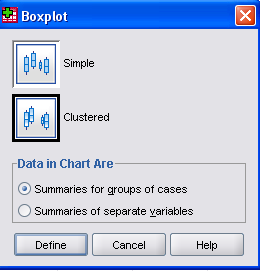 Boxplot
Simple
Clustered
Data in Chart Are
Summaries for groups of cases
Summaries of separate variables
Define Cancel Help